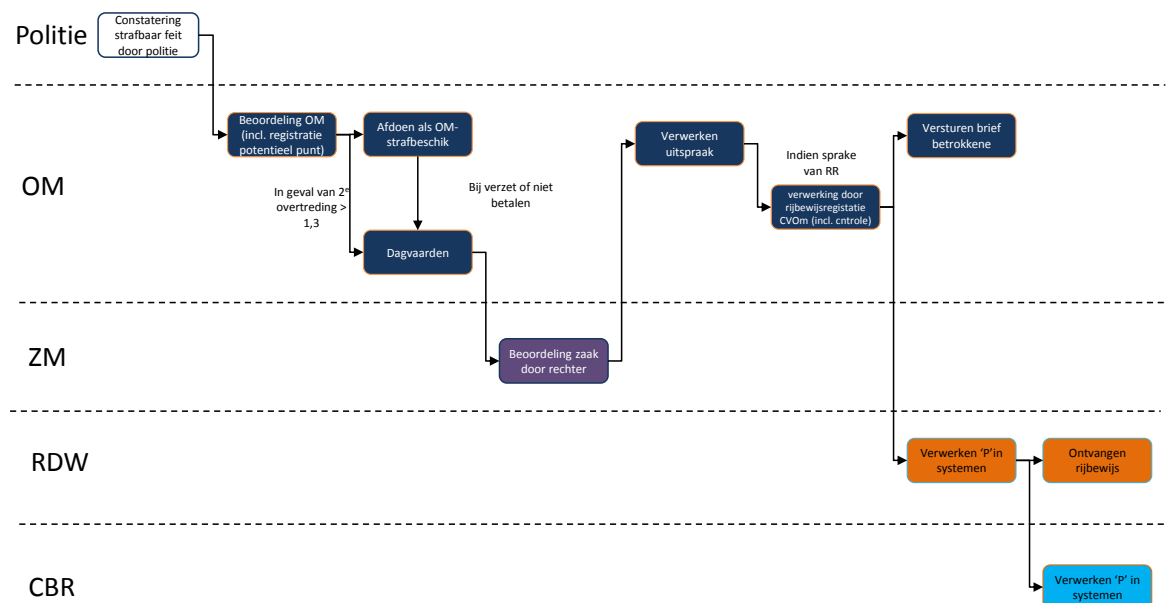 Politie
Constatering
strafbaar feit
door politie
OM
Beoordeling OM
(incl. registratie
potentieel punt)
Afdoen als OM-
strafbeschik
In geval van 2e
overtreding >
1,3
Bij verzet of niet
betalen
Dagvaarden
Verwerken
uitspraak
Indien sprake
van RR
verwerking door
rijbewijsregistatie
CVOm (incl. cntrole)
Versturen brief
betrokkene
ZM
Beoordeling zaak
door rechter
RDW
Verwerken ‘P’in
systemen
Ontvangen
rijbewijs
CBR
Verwerken ‘P’ in
systemen